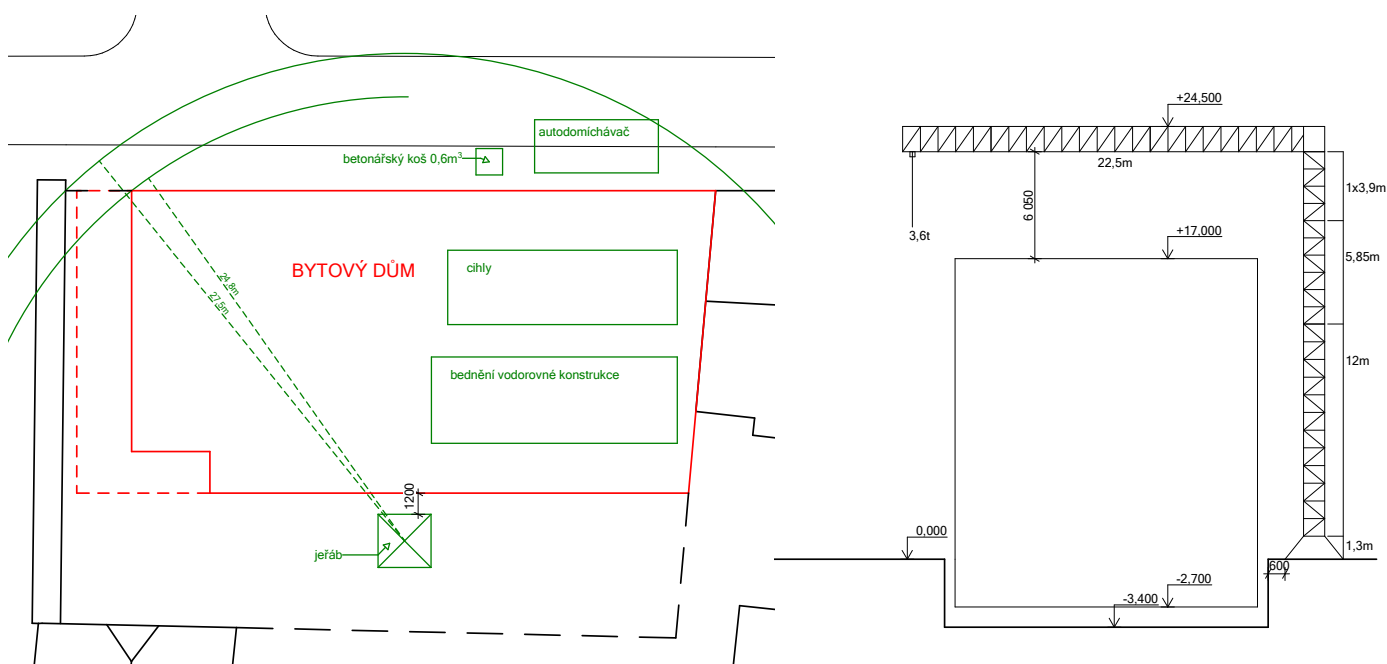 autodomíchávač
betonářský koš 0,6m³
BYTOVÝ DŮM
cihly
24,8m
27,5m
bednění vodorovné konstrukce
1200
jeřáb
+24,500
22,5m
6 050
1x3,9m
3,6t
+17,000
5,85m
12m
0,000
1,3m
600
-2,700
-3,400